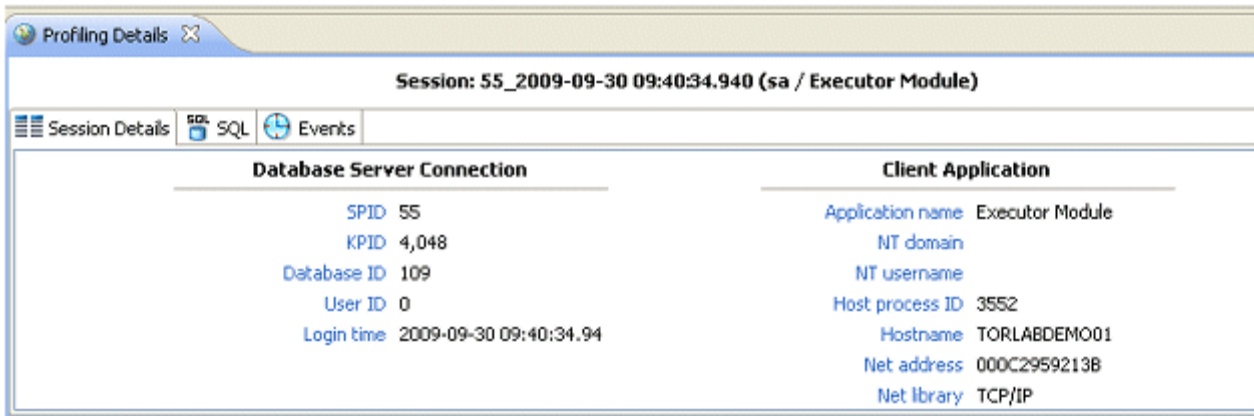 Profiling Details
Session: 55_2009-09-30 09:40:34.940 (sa / Executor Module)
Session Details SQL SQL Events
Database Server Connection
SPID 55
KPID 4,048
Database ID 109
User ID 0
Login time 2009-09-30 09:40:34.94
Client Application
Application name Executor Module
NT domain
NT username
Host process ID 3552
Hostname TORLABDEMO01
Net address 000C2959213B
Net library TCP/IP